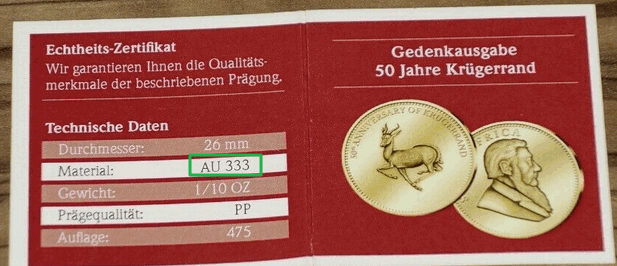 Echtheits-Zertifikat
Wir garantieren Ihnen die Qualitäts-
merkmale der beschriebenen Prägung.
Technische Daten
Durchmesser: 26 mm
Material: AU 333
Gewicht: 1/10 OZ
Prägequalität: PP
Auflage: 475
Gedenkausgabe
50 Jahre Krügerrand
50th ANNIVERSARY OF KRUGERRAND
FRICA